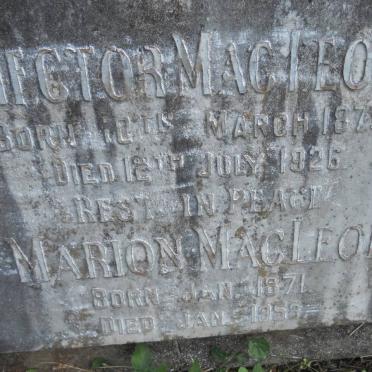 HECTOR MACLEO
BORN 10TH MARCH 187
DIED 12TH JULY 1926
REST IN PEACE
MARION MACLEO
BORN JAN. 1871
DIED JAN.